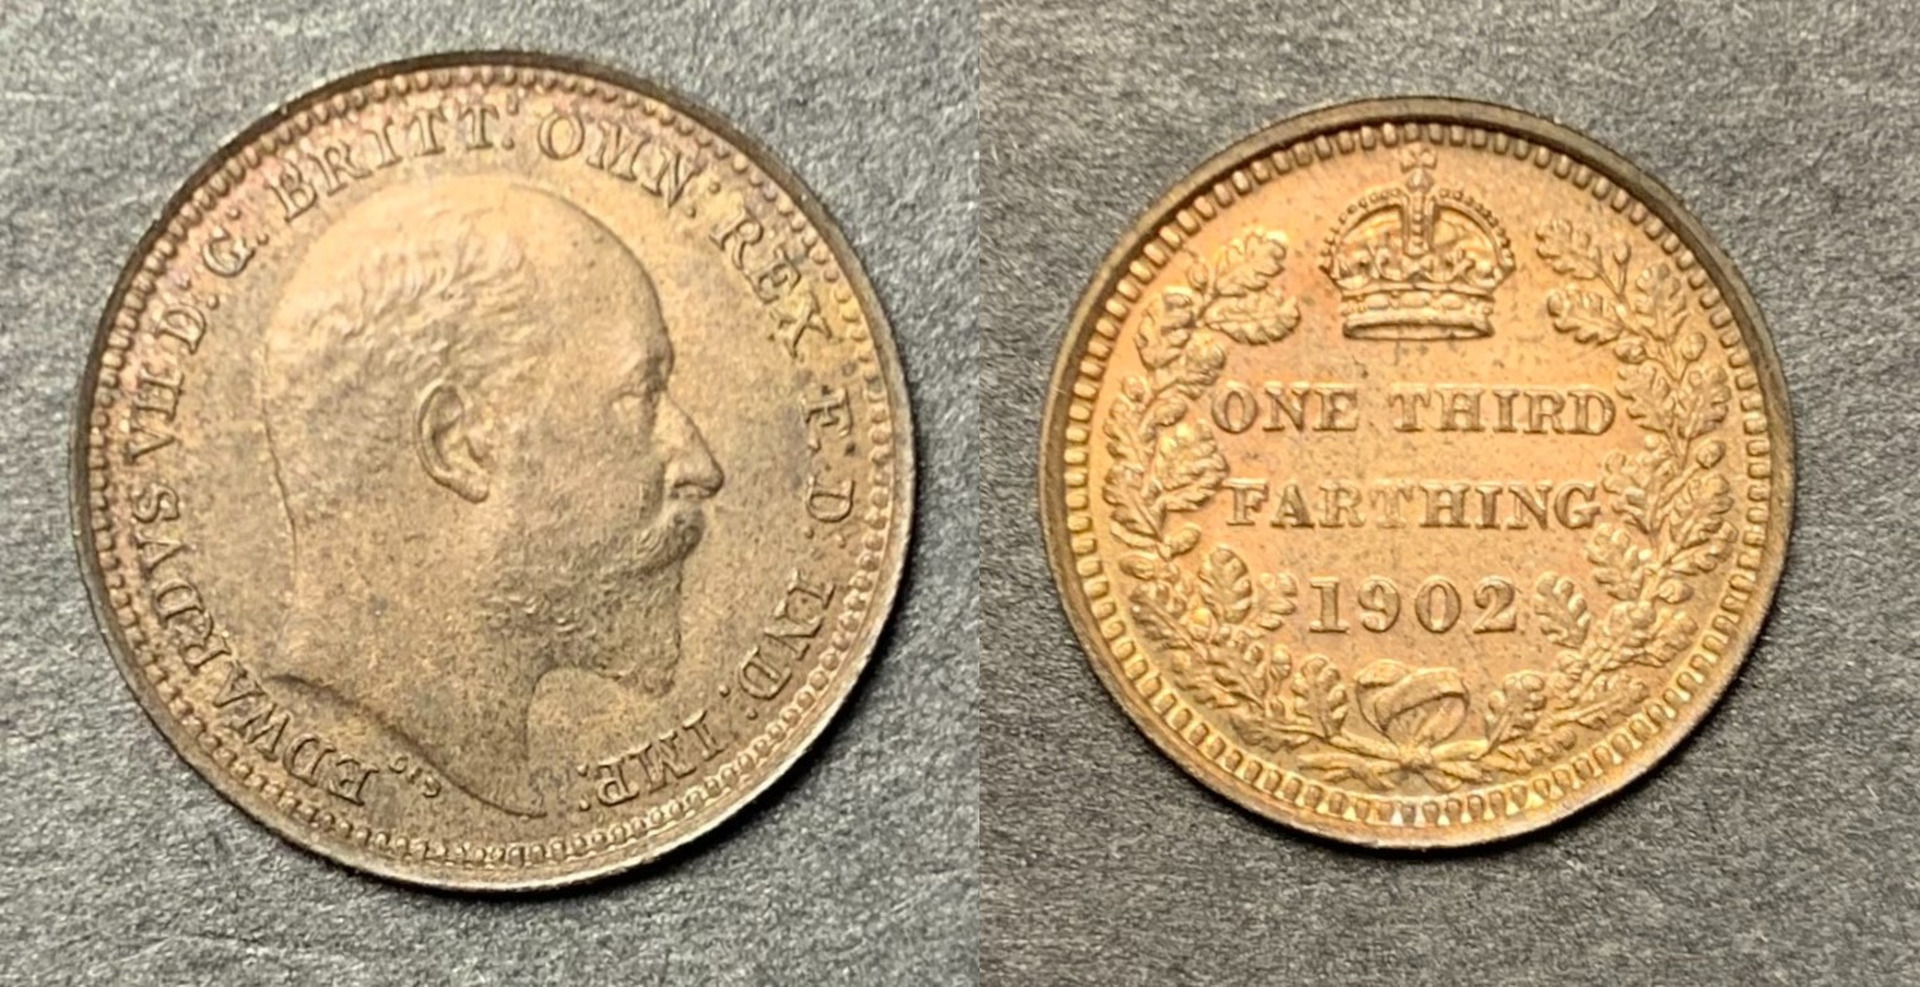 EDWARDVS VII D: G: BRITT: OMN: REX F. D: IND: IMP:
ONE THIRD
FARTHING
1902